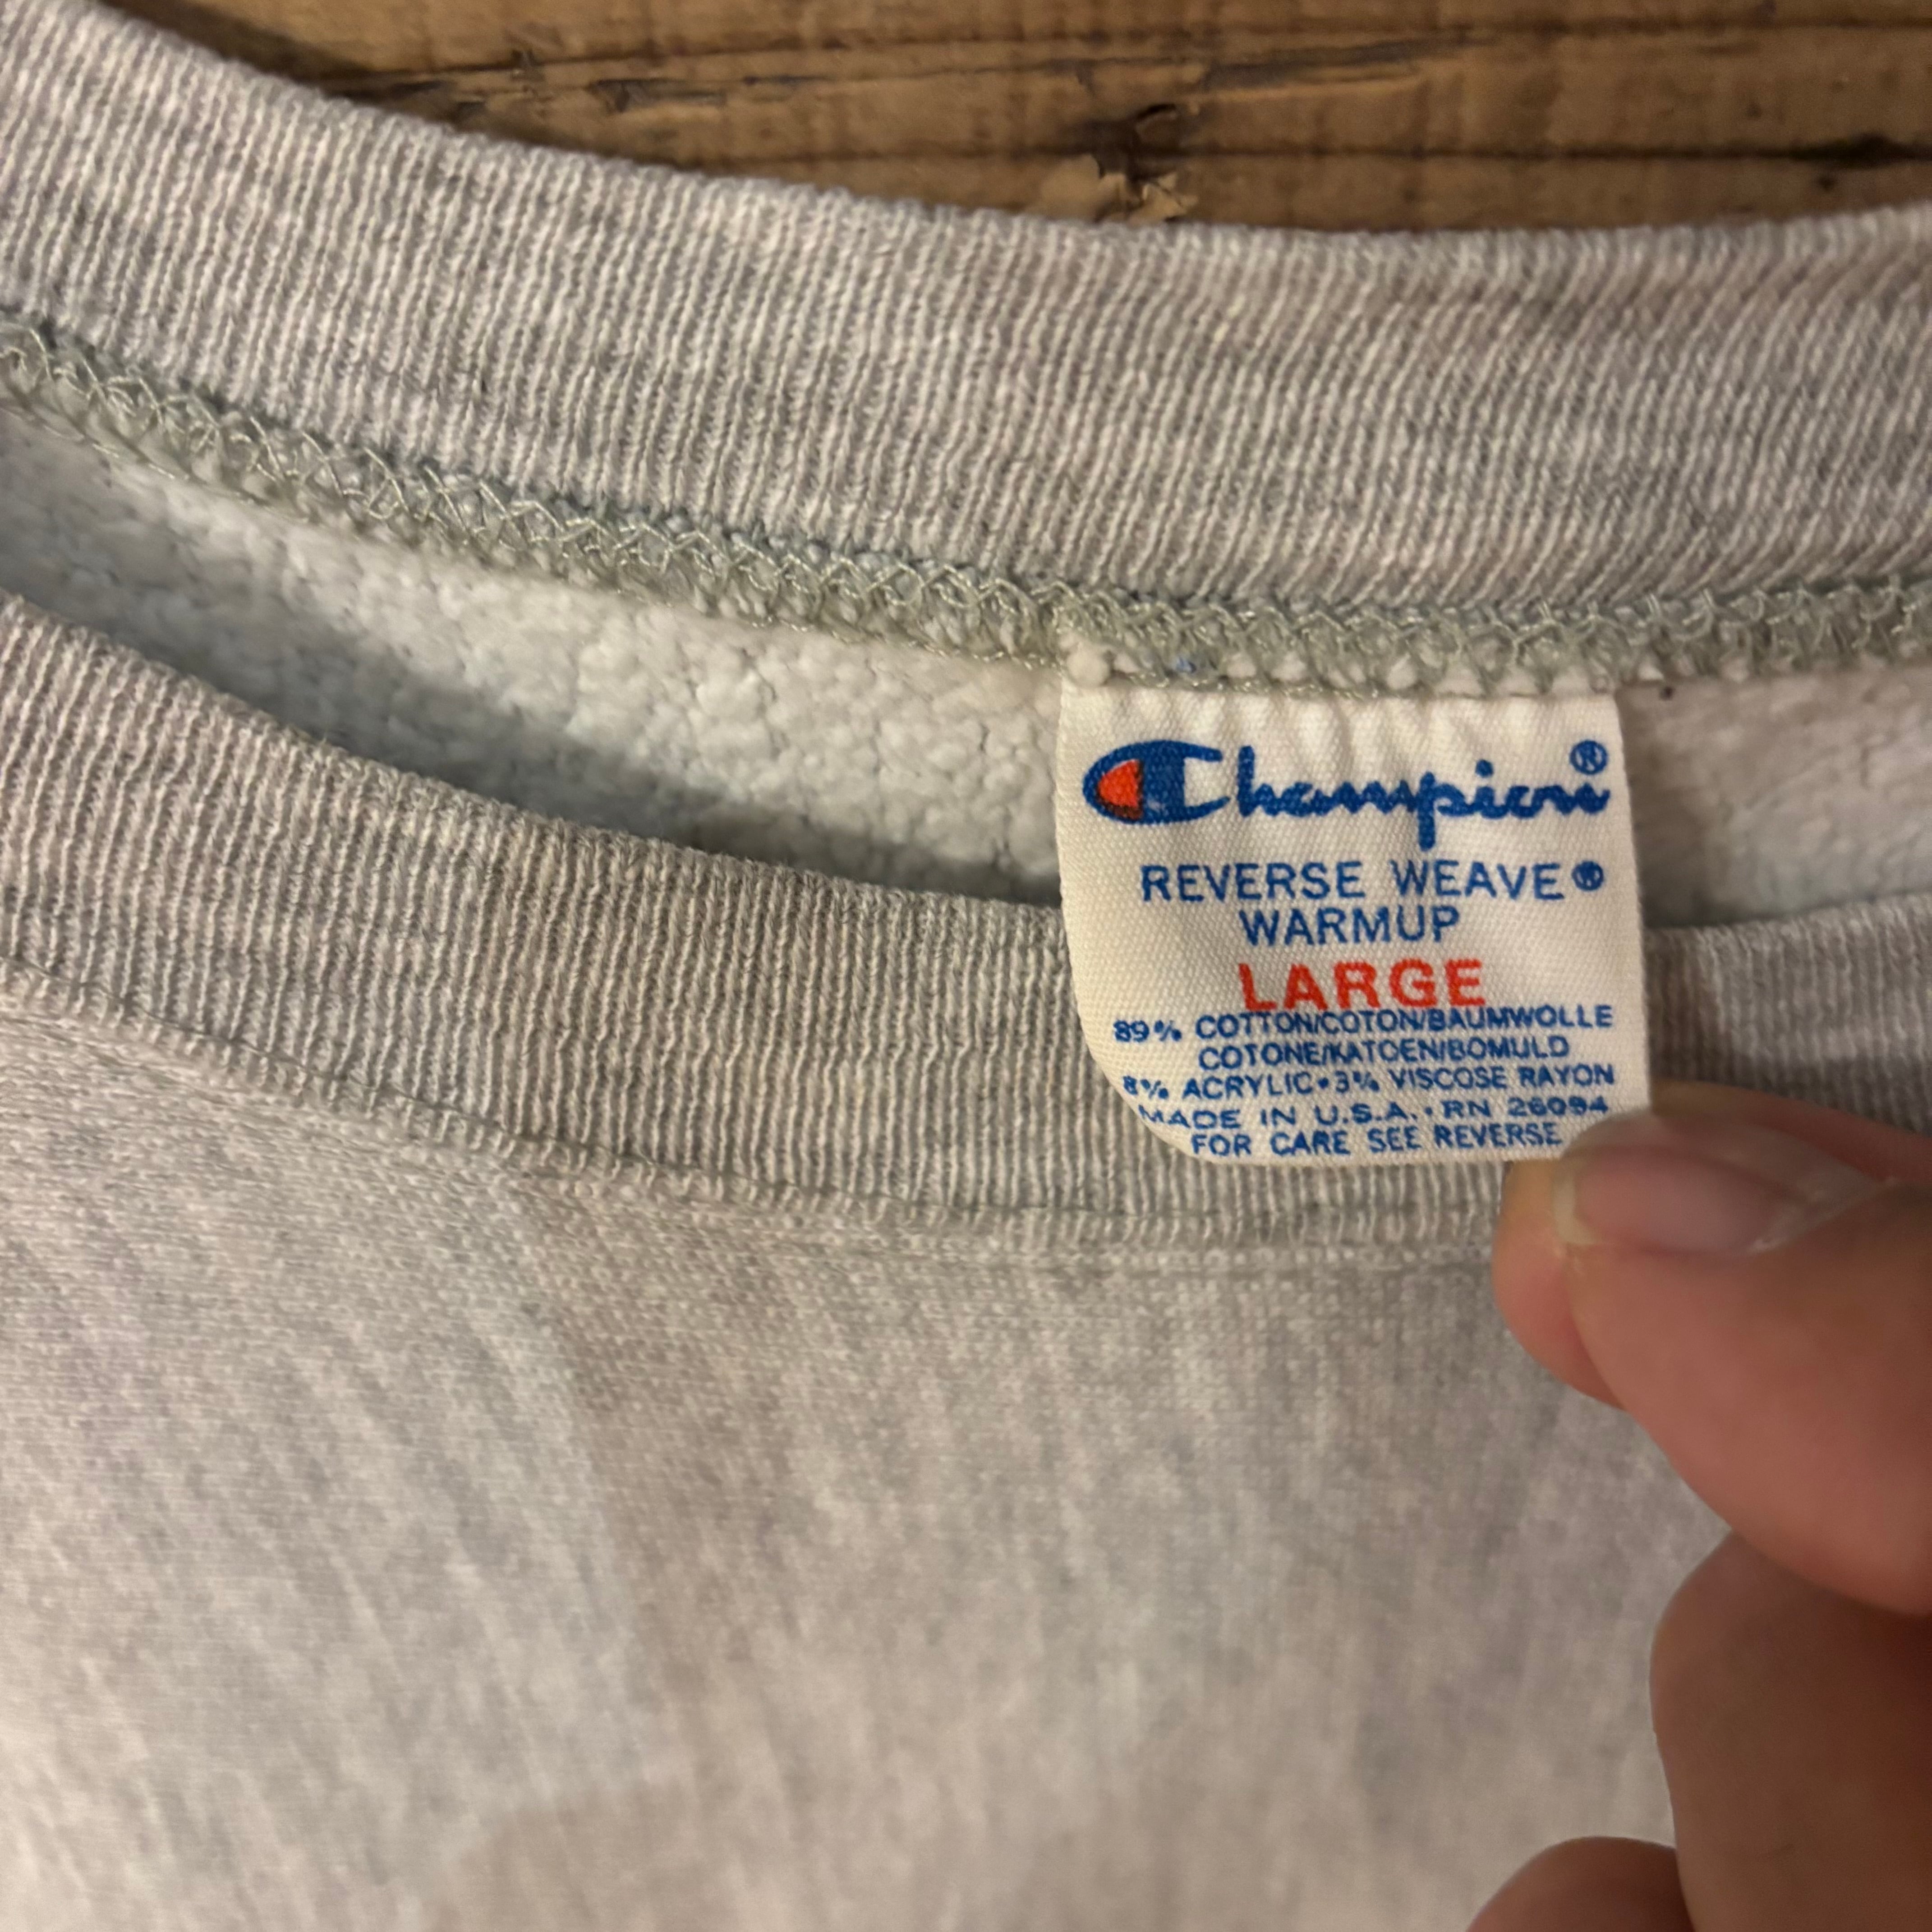 Champion®
REVERSE WEAVE®
WARMUP
LARGE
89% COTTON/COTON/BAUMWOLLE
COTONE/KATOEN/BOMULD
8% ACRYLIC•3% VISCOSE RAYON
MADE IN U.S.A.•RN 26094
FOR CARE SEE REVERSE